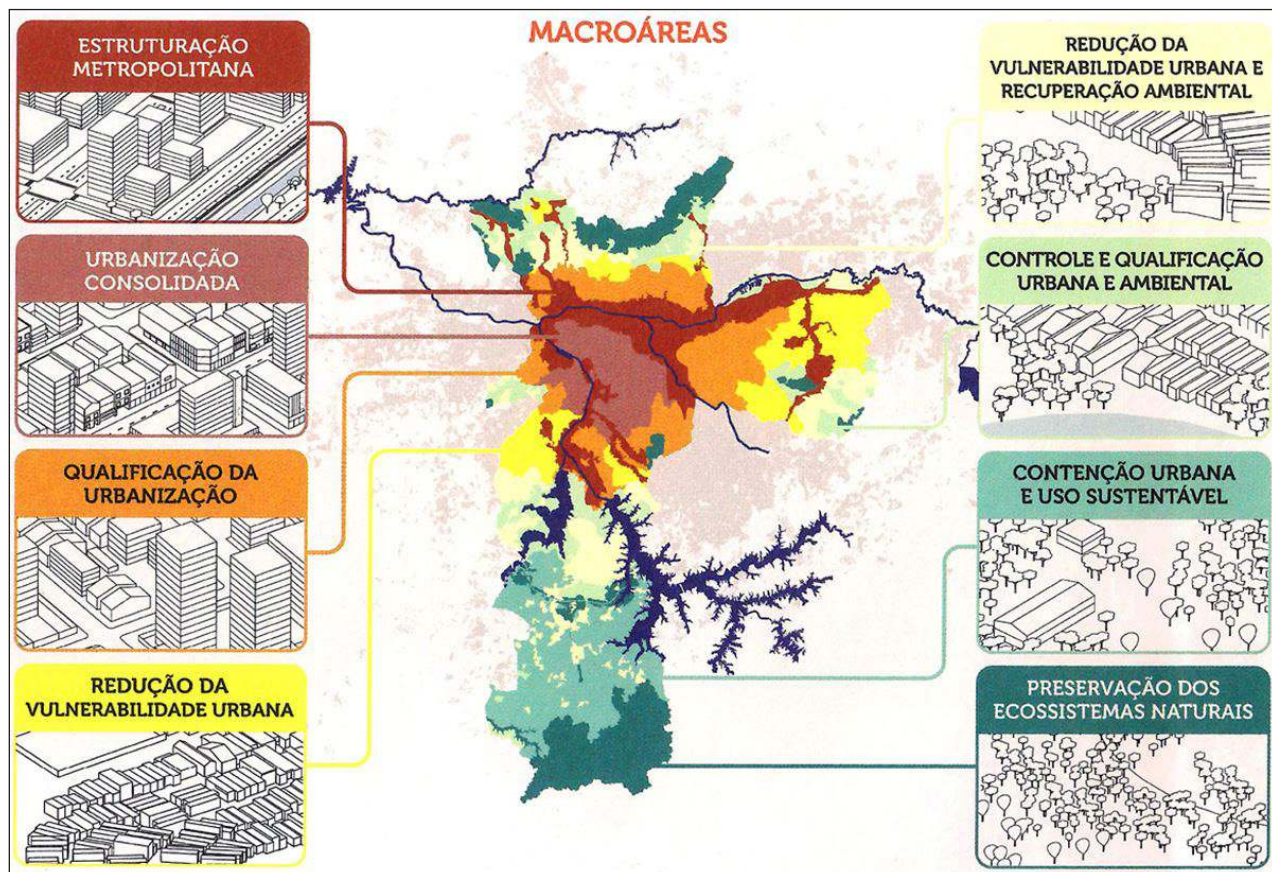 MACROÁREAS
ESTRUTURAÇÃO
METROPOLITANA
URBANIZAÇÃO
CONSOLIDADA
QUALIFICAÇÃO DA
URBANIZAÇÃO
REDUÇÃO DA
VULNERABILIDADE URBANA
REDUÇÃO DA
VULNERABILIDADE URBANA E
RECUPERAÇÃO AMBIENTAL
CONTROLE E QUALIFICAÇÃO
URBANA E AMBIENTAL
CONTENÇÃO URBANA
E USO SUSTENTÁVEL
PRESERVAÇÃO DOS
ECOSSISTEMAS NATURAIS